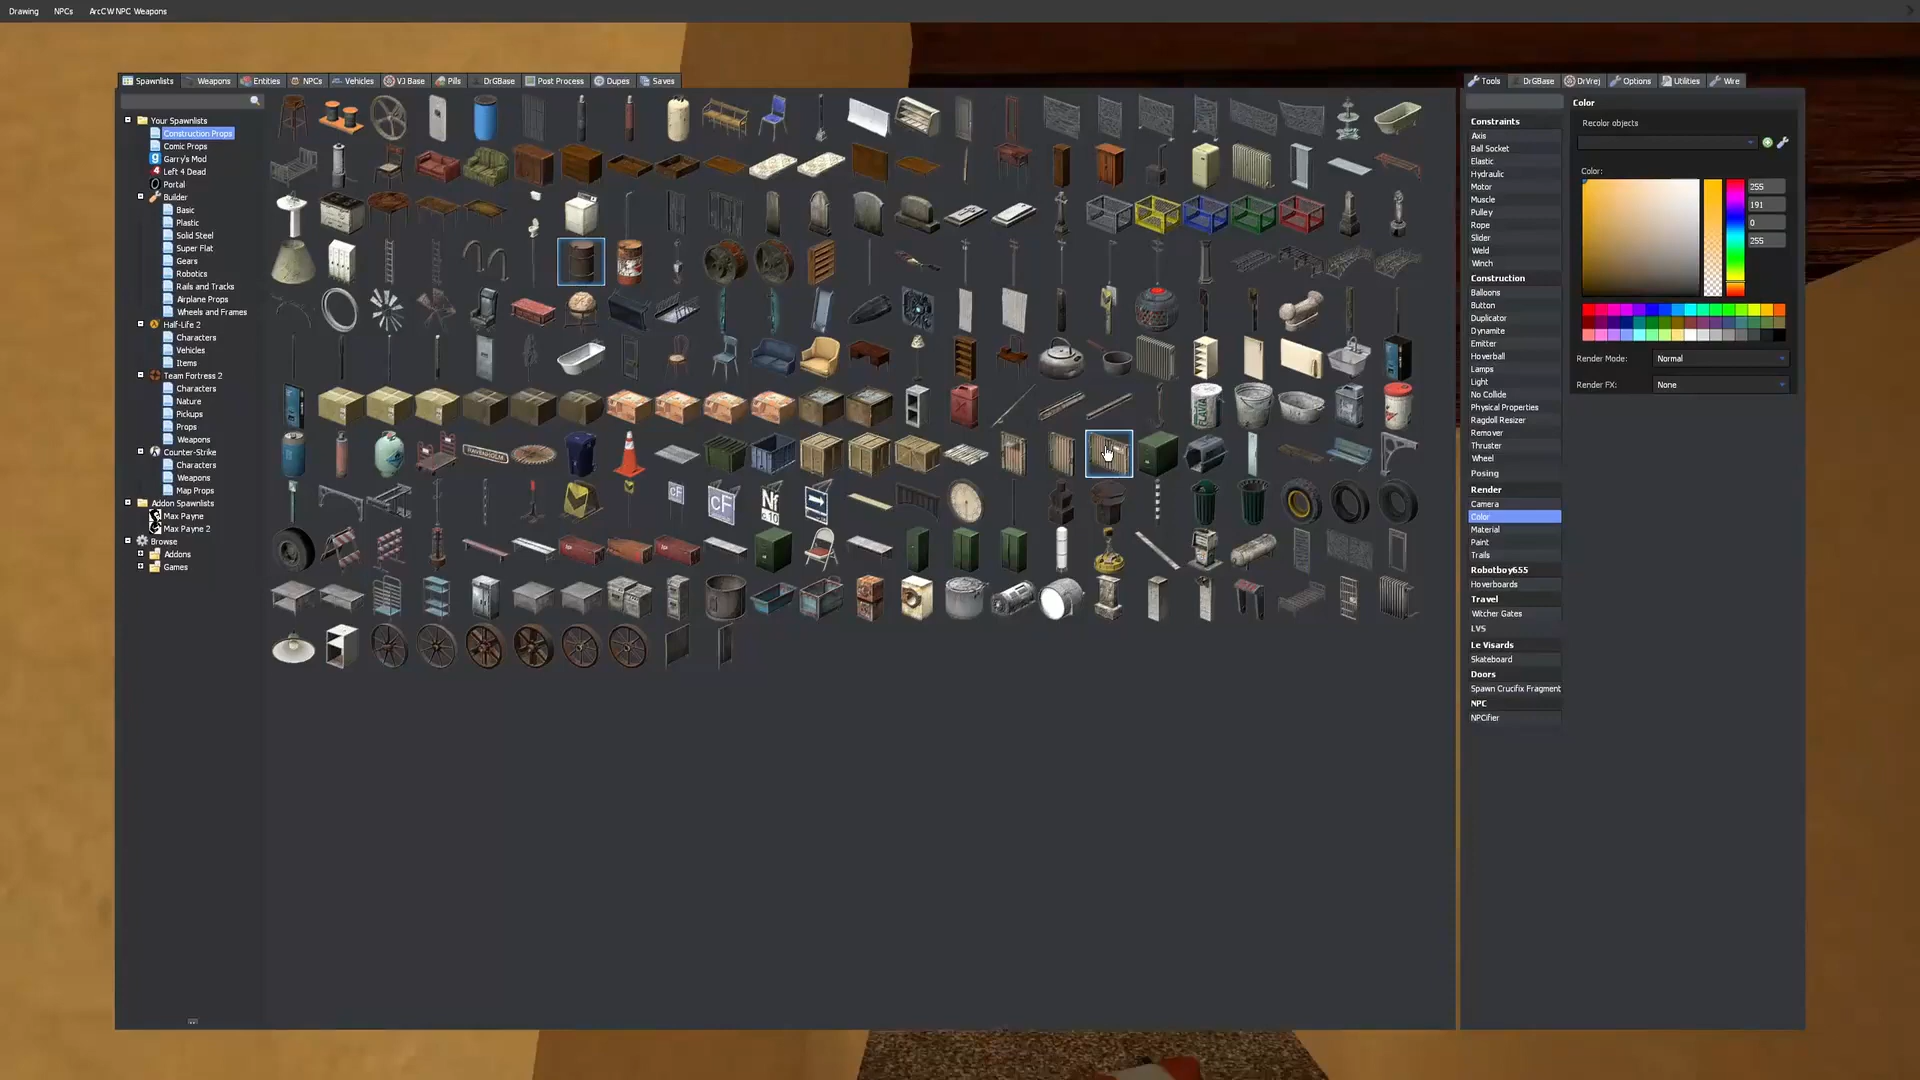 Drawing NPCs ArcCW NPC Weapons
Spawnlists Weapons Entities NPCs Vehicles VJ Base Pills DrGBase Post Process Dupes Saves
Your Spawnlists
Construction Props
Comic Props
Garry's Mod
Left 4 Dead
Portal
Builder
Basic
Plastic
Solid Steel
Super Flat
Gears
Robotics
Rails and Tracks
Airplane Props
Wheels and Frames
Half-Life 2
Characters
Vehicles
Items
Team Fortress 2
Characters
Nature
Pickups
Props
Weapons
Counter-Strike
Characters
Weapons
Map Props
Addon Spawnlists
Max Payne
Max Payne 2
Browse
Addons
Games
RAVENHOLM
CF
CF
Nf
10
Tools DrGBase DrVrej Options Utilities Wire
Constraints
Axis
Ball Socket
Elastic
Hydraulic
Motor
Muscle
Pulley
Rope
Slider
Weld
Winch
Construction
Balloons
Button
Duplicator
Dynamite
Emitter
Hoverball
Lamps
Light
No Collide
Physical Properties
Ragdoll Resizer
Remover
Thruster
Wheel
Posing
Render
Camera
Color
Material
Paint
Trails
Robotboy655
Hoverboards
Travel
Witcher Gates
LVS
Le Visards
Skateboard
Doors
Spawn Crucifix Fragment
NPC
NPCifier
Color
Recolor objects
Color:
255
191
0
255
Render Mode: Normal
Render FX: None